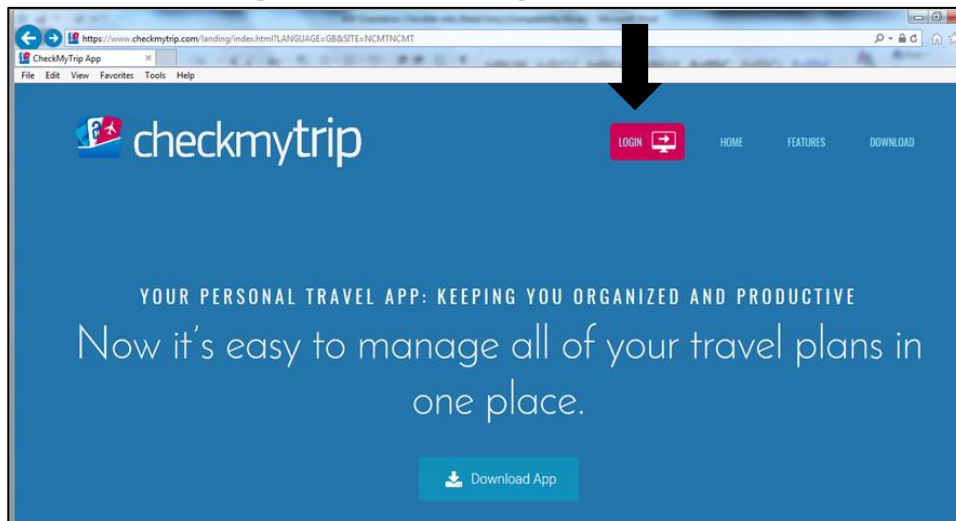 https://www.checkmytrip.com/landing/index.html?LANGUAGE=GB&SITE=NCMTNCMT
CheckMyTrip App
File Edit View Favorites Tools Help
checkmytrip
LOGIN HOME FEATURES DOWNLOAD
YOUR PERSONAL TRAVEL APP: KEEPING YOU ORGANIZED AND PRODUCTIVE
Now it's easy to manage all of your travel plans in
one place.
Download App